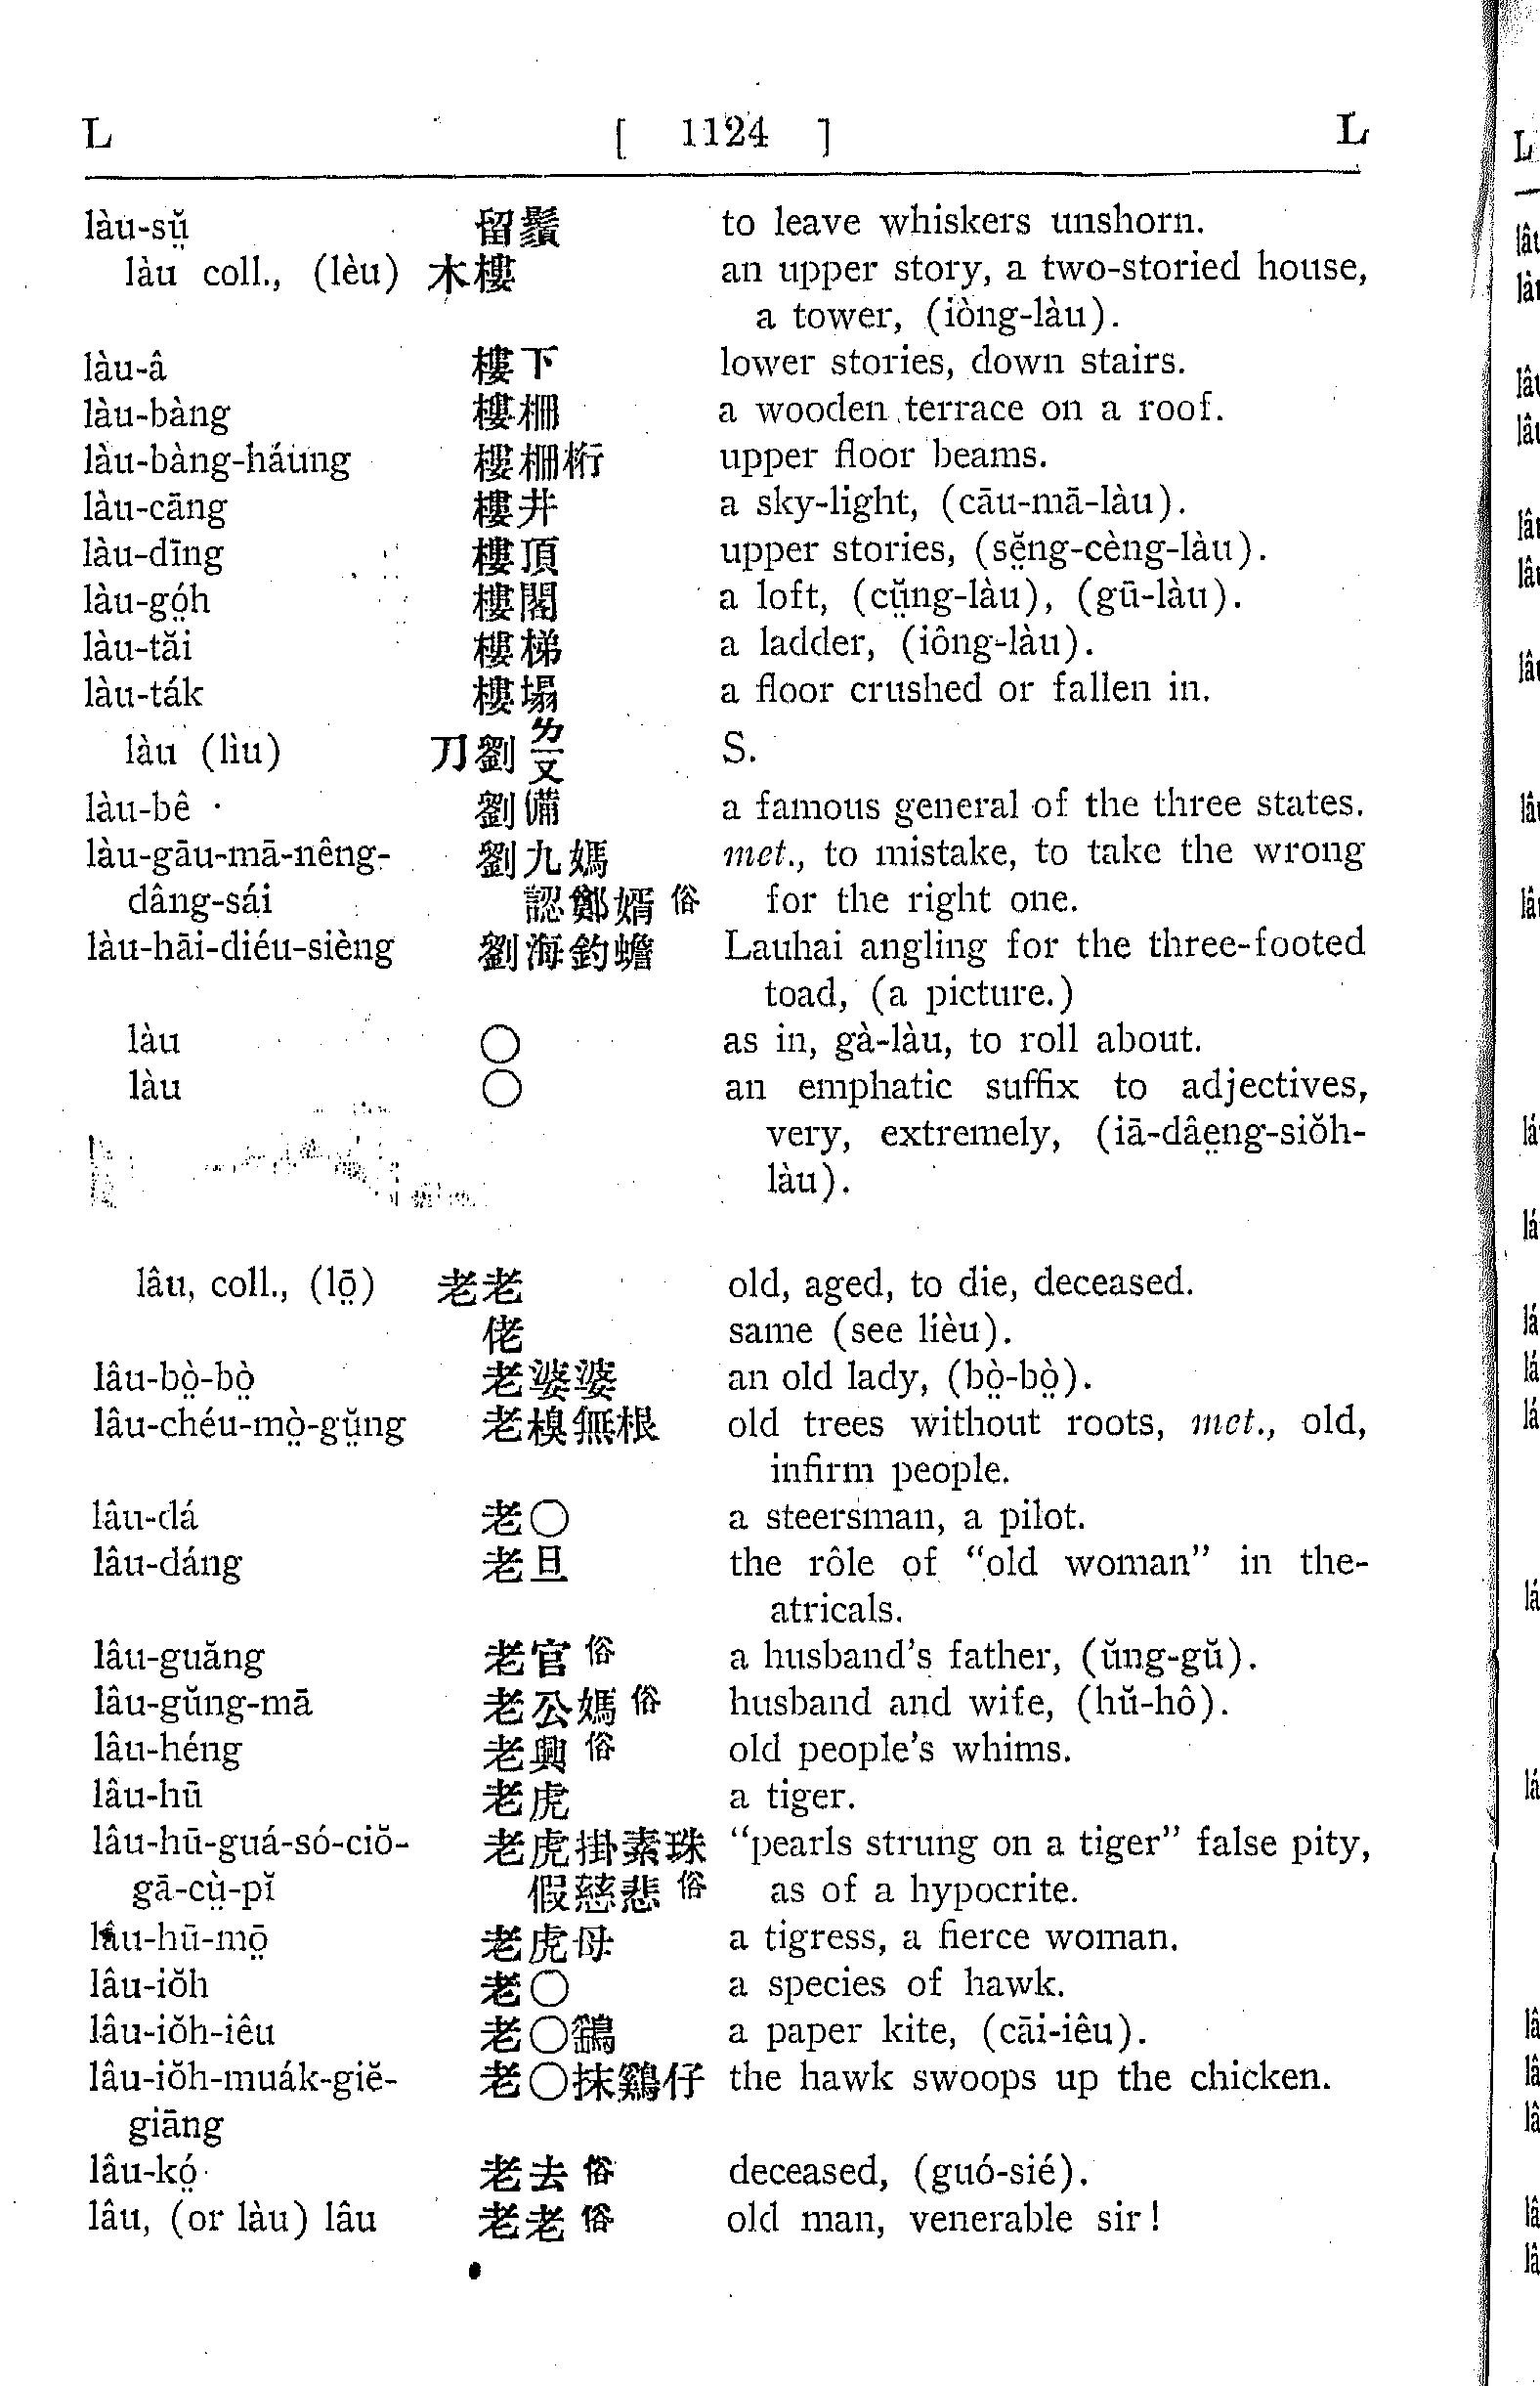 L [ 1124 ] L
làu-sṳ̆ 留鬚 to leave whiskers unshorn.
làu coll., (lèu) 木樓 an upper story, a two-storied house,
a tower, (iòng-làu).
làu-â 樓下 lower stories, down stairs.
làu-bàng 樓柵 a wooden terrace on a roof.
làu-bàng-háung 樓柵桁 upper floor beams.
làu-cāng 樓井 a sky-light, (cāu-mā-làu).
làu-dīng 樓頂 upper stories, (sĕ̤ng-cèng-làu).
làu-gó̤h 樓閣 a loft, (cṳ̆ng-làu), (gū-làu).
làu-tăi 樓梯 a ladder, (iông-làu).
làu-ták 樓塌 a floor crushed or fallen in.
làu (lìu) 刀劉ㄌㄧㄡ S.
làu-bê 劉備 a famous general of the three states.
làu-gāu-mā-nêng- 劉九媽 met., to mistake, to take the wrong
dâng-sái 認鄭婿俗 for the right one.
làu-hāi-diéu-sièng 劉海釣蟾 Lauhai angling for the three-footed
toad, (a picture.)
làu ○ as in, gà-làu, to roll about.
làu ○ an emphatic suffix to adjectives,
very, extremely, (iā-dâe̤ng-siŏh-
làu).
lâu, coll., (lō̤) 老老 old, aged, to die, deceased.
佬 same (see lièu).
lâu-bò̤-bò̤ 老婆婆 an old lady, (bò̤-bò̤).
lâu-chéu-mò̤-gṳ̆ng 老樕無根 old trees without roots, met., old,
infirm people.
lâu-dá 老○ a steersman, a pilot.
lâu-dáng 老旦 the rôle of “old woman” in the-
atricals.
lâu-guăng 老官俗 a husband’s father, (ŭng-gŭ).
lâu-gŭng-mā 老公媽俗 husband and wife, (hŭ-hô).
lâu-héng 老興俗 old people’s whims.
lâu-hū 老虎 a tiger.
lâu-hū-guá-só-ciŏ- 老虎掛素珠 “pearls strung on a tiger” false pity,
gā-cṳ̀-pĭ 假慈悲俗 as of a hypocrite.
lâu-hū-mō̤ 老虎母 a tigress, a fierce woman.
lâu-iŏh 老○ a species of hawk.
lâu-iŏh-iêu 老○鷂 a paper kite, (cāi-iêu).
lâu-iŏh-muák-giĕ- 老○抹鷄仔 the hawk swoops up the chicken.
giāng
lâu-kó̤ 老去俗 deceased, (guó-sié).
lâu, (or làu) lâu 老老俗 old man, venerable sir!